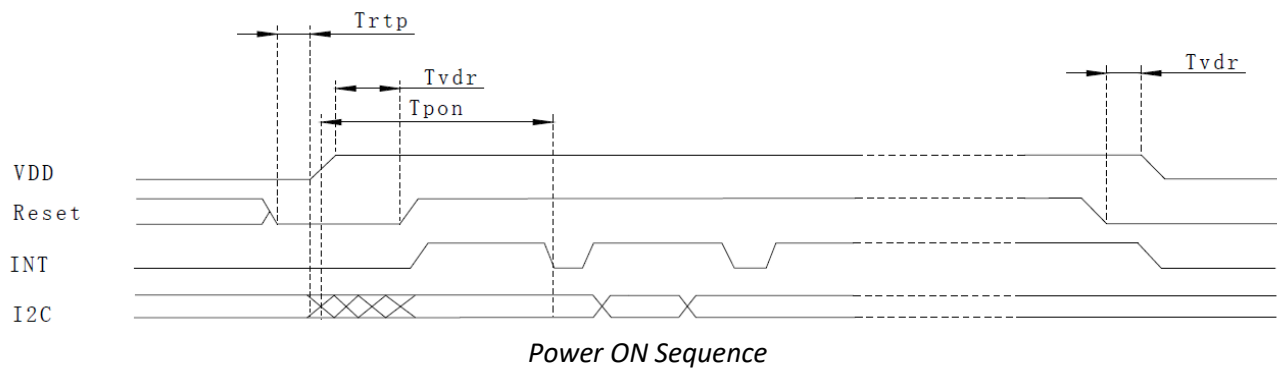 Trtp
Tvdr
Tvdr
Tpon
VDD
Reset
INT
I2C
Power ON Sequence